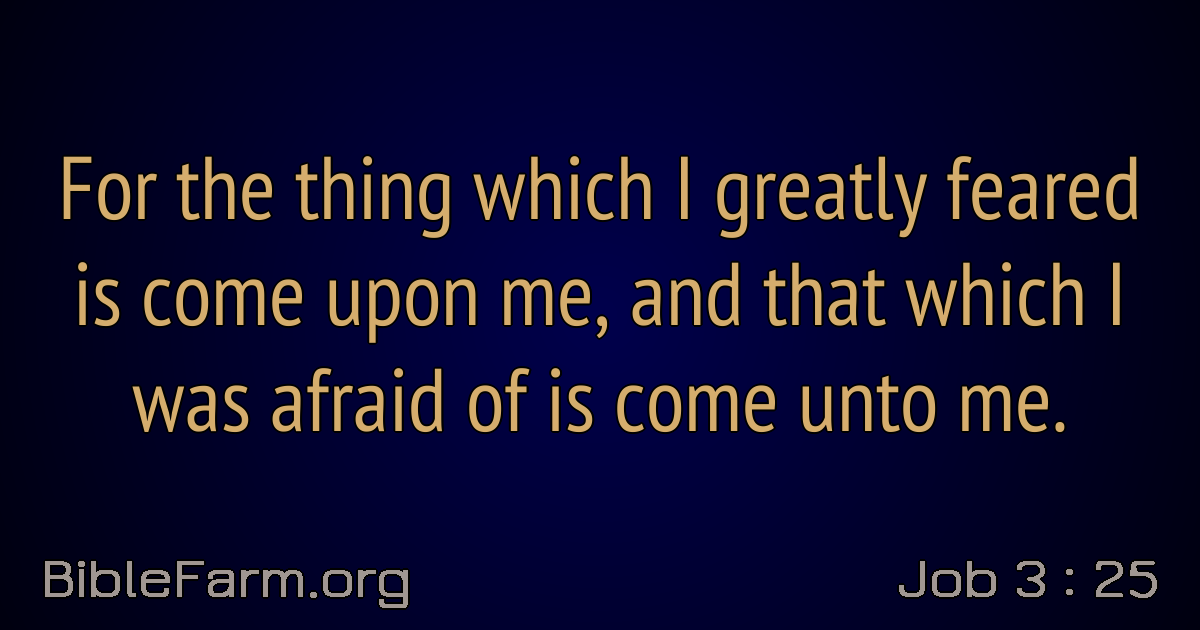 For the thing which I greatly feared
is come upon me, and that which I
was afraid of is come unto me.
BibleFarm.org
Job 3 : 25